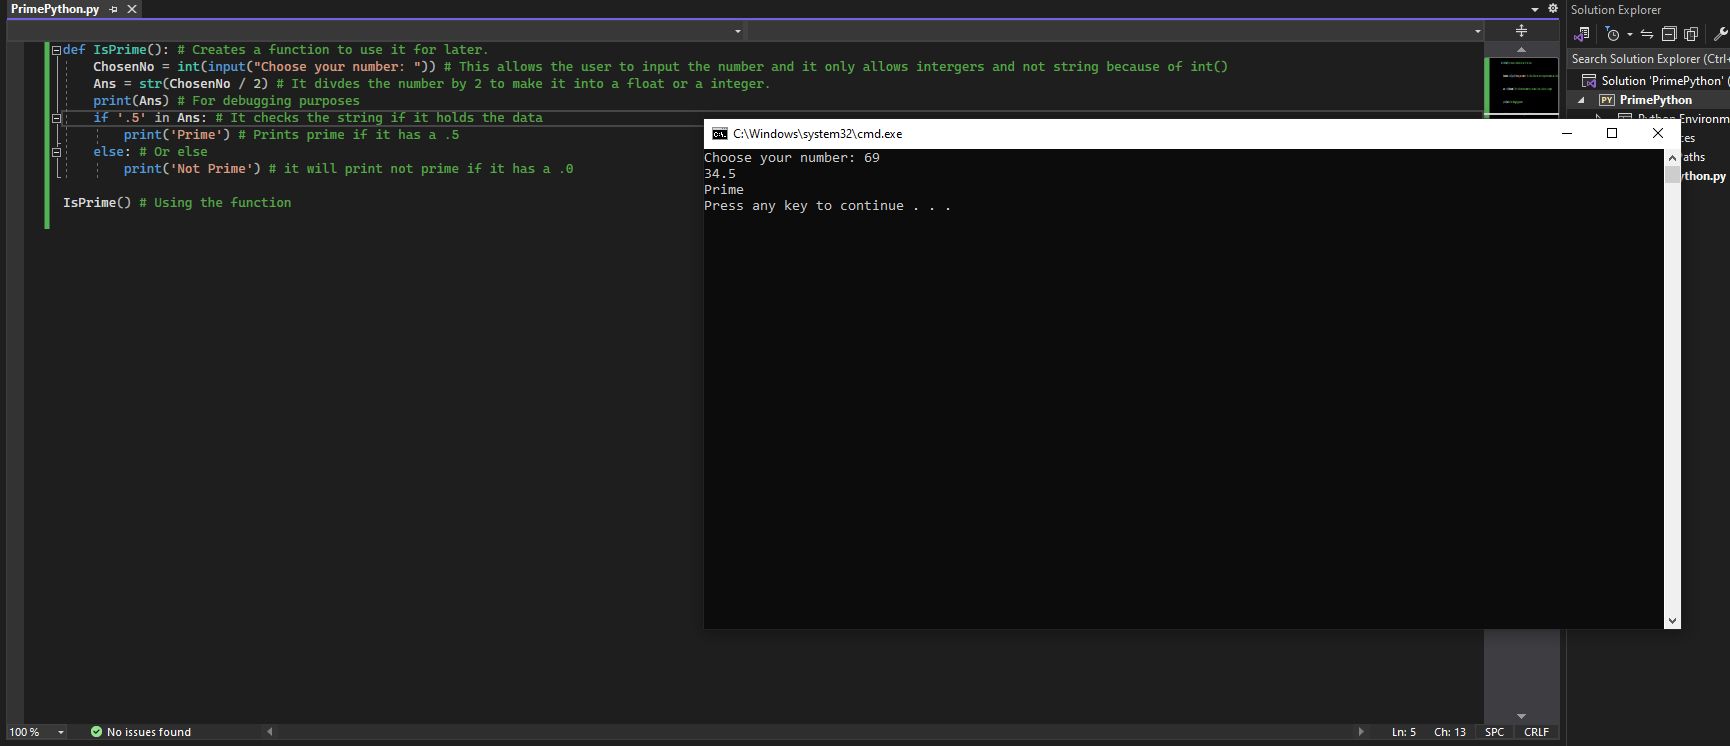 PrimePython.py
def IsPrime(): # Creates a function to use it for later.
ChosenNo = int(input("Choose your number: ")) # This allows the user to input the number and it only allows intergers and not string because of int()
Ans = str(ChosenNo / 2) # It divdes the number by 2 to make it into a float or a integer.
print(Ans) # For debugging purposes
if '.5' in Ans: # It checks the string if it holds the data
print('Prime') # Prints prime if it has a .5
else: # Or else
print('Not Prime') # it will print not prime if it has a .0
IsPrime() # Using the function
C:\Windows\system32\cmd.exe
Choose your number: 69
34.5
Prime
Press any key to continue . . .
Solution Explorer
Search Solution Explorer (Ctrl+
Solution 'PrimePython' (
PY PrimePython
Python Environm
ces
aths
ython.py
100 %
No issues found
Ln: 5
Ch: 13
SPC
CRLF